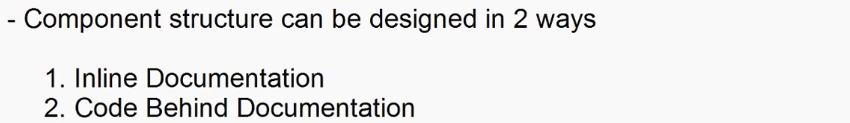 - Component structure can be designed in 2 ways
1. Inline Documentation
2. Code Behind Documentation